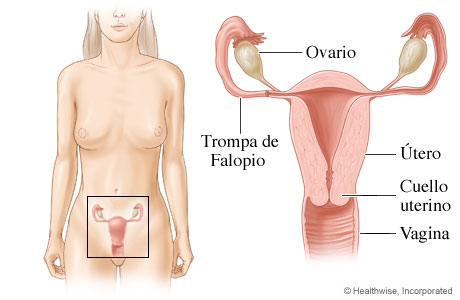 Ovario
Trompa de
Falopio
Útero
Cuello
uterino
Vagina
© Healthwise, Incorporated